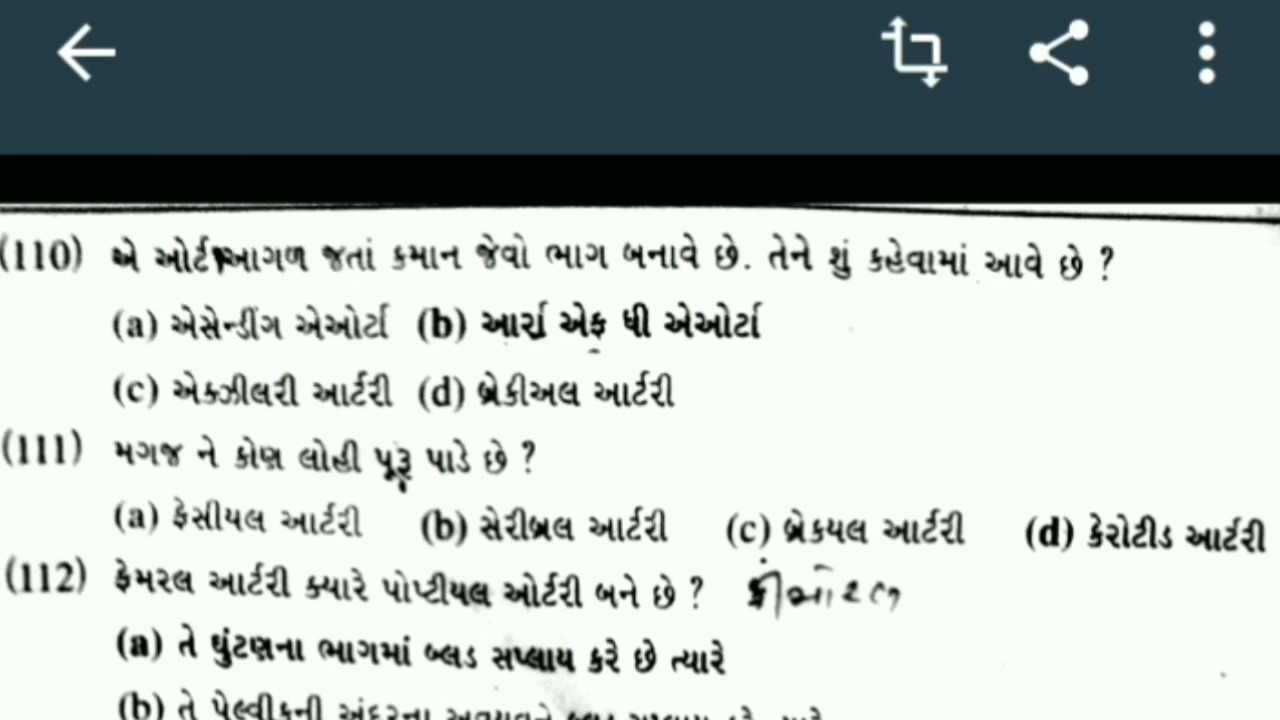 (110) એ ઓર્ટા આગળ જતાં કમાન જેવો ભાગ બનાવે છે. તેને શું કહેવામાં આવે છે ?
(a) એસેન્ડીંગ એઓર્ટા (b) આર્ચ એફ ધી એઓર્ટા
(c) એક્ઝીલરી આર્ટરી (d) બ્રેકીઅલ આર્ટરી
(111) મગજ ને કોણ લોહી પૂરૂ પાડે છે ?
(a) ફેસીયલ આર્ટરી (b) સેરીબ્રલ આર્ટરી (c) બ્રેકયલ આર્ટરી (d) કેરોટીડ આર્ટરી
(112) ફેમરલ આર્ટરી ક્યારે પોપ્ટીયલ ઓર્ટરી બને છે ?
(a) તે ઘુંટણના ભાગમાં બ્લડ સપ્લાય કરે છે ત્યારે
(b) તે પેલ્વીકની અંદરના